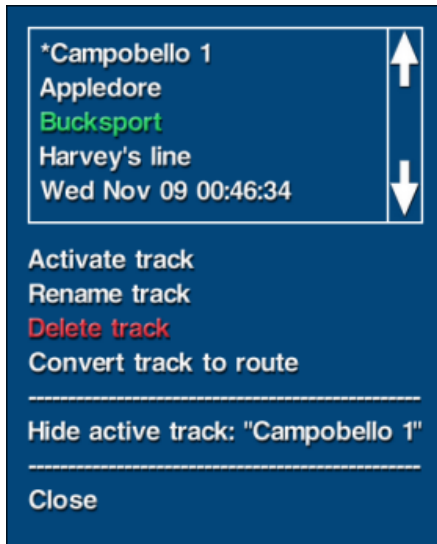 *Campobello 1
Appledore
Bucksport
Harvey's line
Wed Nov 09 00:46:34
Activate track
Rename track
Delete track
Convert track to route
Hide active track: "Campobello 1"
Close